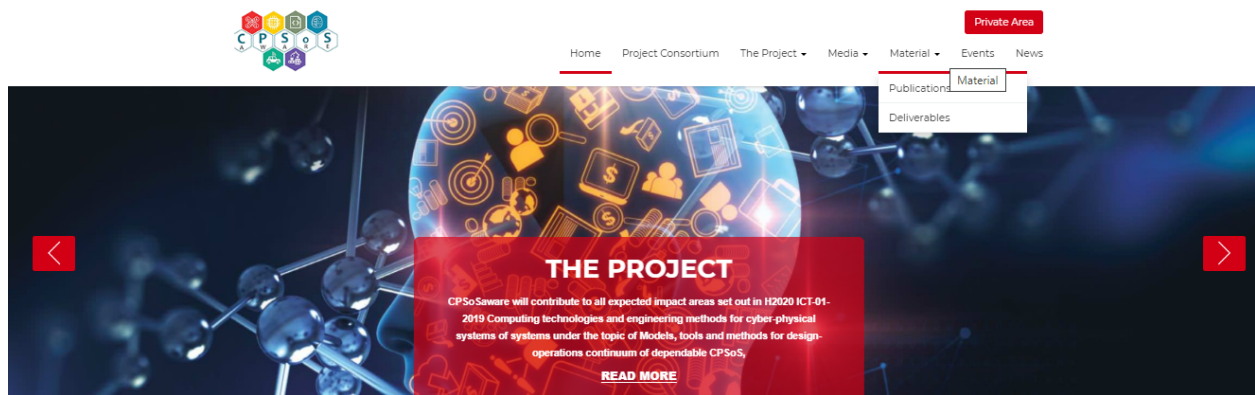 C P S o S
A W A R E
Private Area
Home Project Consortium The Project Media Material Events News
Material
Publications
Deliverables
THE PROJECT
CPSoSaware will contribute to all expected impact areas set out in H2020 ICT-01-
2019 Computing technologies and engineering methods for cyber-physical
systems of systems under the topic of Models, tools and methods for design-
operations continuum of dependable CPSoS,
READ MORE